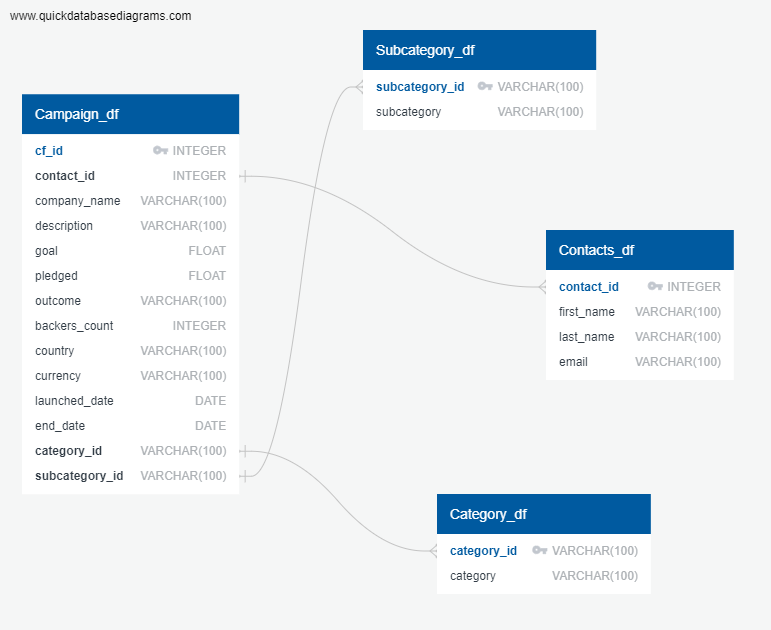 www.quickdatabasediagrams.com
Subcategory_df
subcategory_id VARCHAR(100)
subcategory VARCHAR(100)
Campaign_df
cf_id INTEGER
contact_id INTEGER
company_name VARCHAR(100)
description VARCHAR(100)
goal FLOAT
pledged FLOAT
outcome VARCHAR(100)
backers_count INTEGER
country VARCHAR(100)
currency VARCHAR(100)
launched_date DATE
end_date DATE
category_id VARCHAR(100)
subcategory_id VARCHAR(100)
Contacts_df
contact_id INTEGER
first_name VARCHAR(100)
last_name VARCHAR(100)
email VARCHAR(100)
Category_df
category_id VARCHAR(100)
category VARCHAR(100)